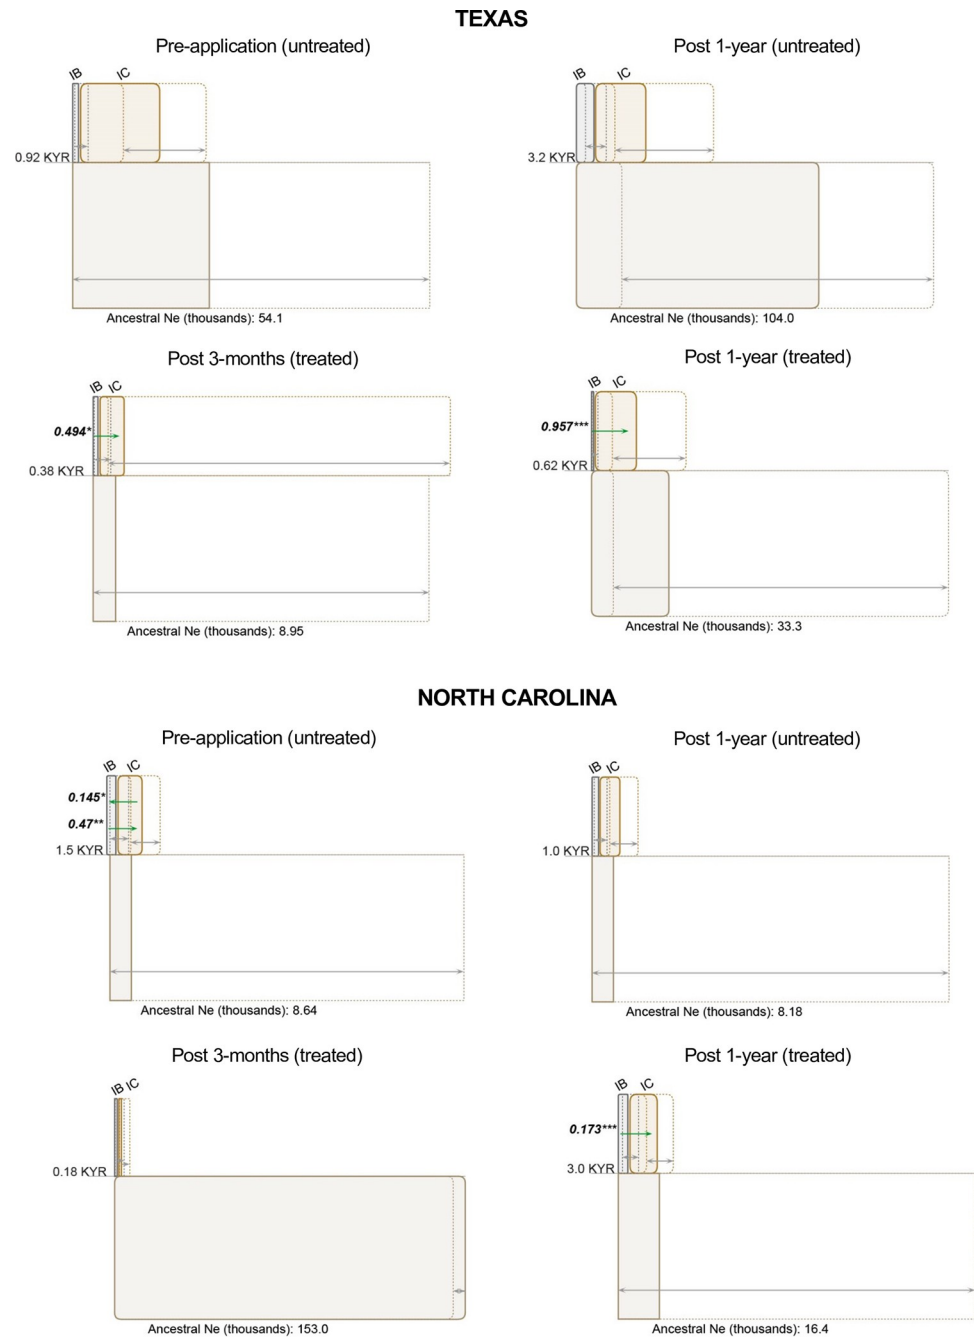 TEXAS
Pre-application (untreated)
Post 1-year (untreated)
IB IC
IB IC
0.92 KYR
3.2 KYR
Ancestral Ne (thousands): 54.1
Ancestral Ne (thousands): 104.0
Post 3-months (treated)
Post 1-year (treated)
IB IC
IB IC
0.494*
0.957***
0.38 KYR
0.62 KYR
Ancestral Ne (thousands): 8.95
Ancestral Ne (thousands): 33.3
NORTH CAROLINA
Pre-application (untreated)
Post 1-year (untreated)
IB IC
IB IC
0.145*
0.47**
1.5 KYR
1.0 KYR
Ancestral Ne (thousands): 8.64
Ancestral Ne (thousands): 8.18
Post 3-months (treated)
Post 1-year (treated)
IB IC
IB IC
0.173***
0.18 KYR
3.0 KYR
Ancestral Ne (thousands): 153.0
Ancestral Ne (thousands): 16.4